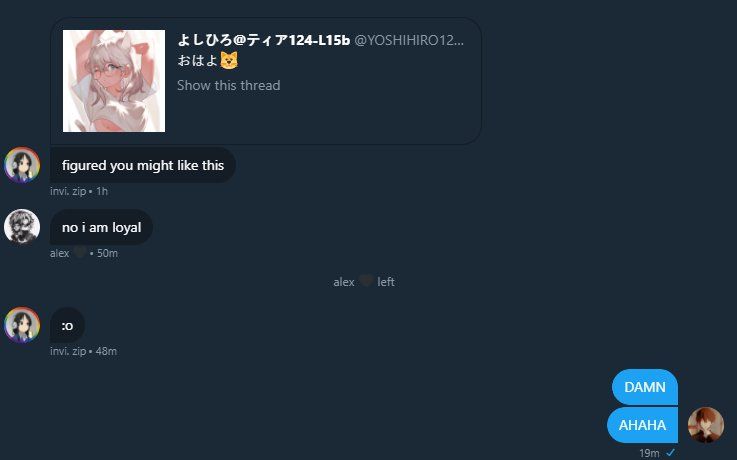 よしひろ@ティア124-L15b @YOSHIHIRO12...
おはよ😺
Show this thread
figured you might like this
invi. zip • 1h
no i am loyal
alex 🖤 • 50m
alex 🖤 left
:o
invi. zip • 48m
DAMN
AHAHA
19m ✓